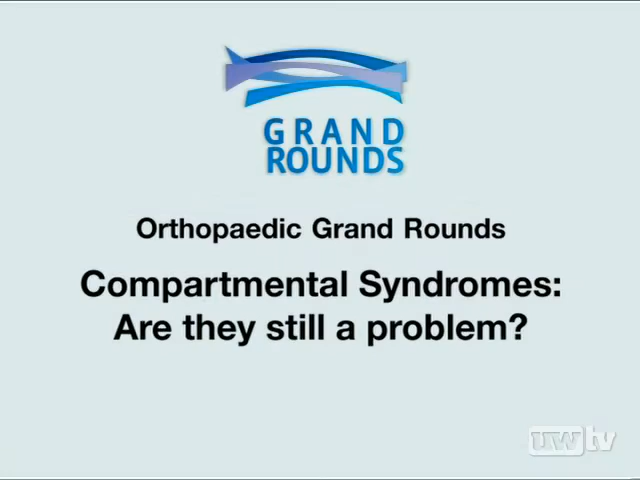 GRAND
ROUNDS
Orthopaedic Grand Rounds
Compartmental Syndromes:
Are they still a problem?
uwtv